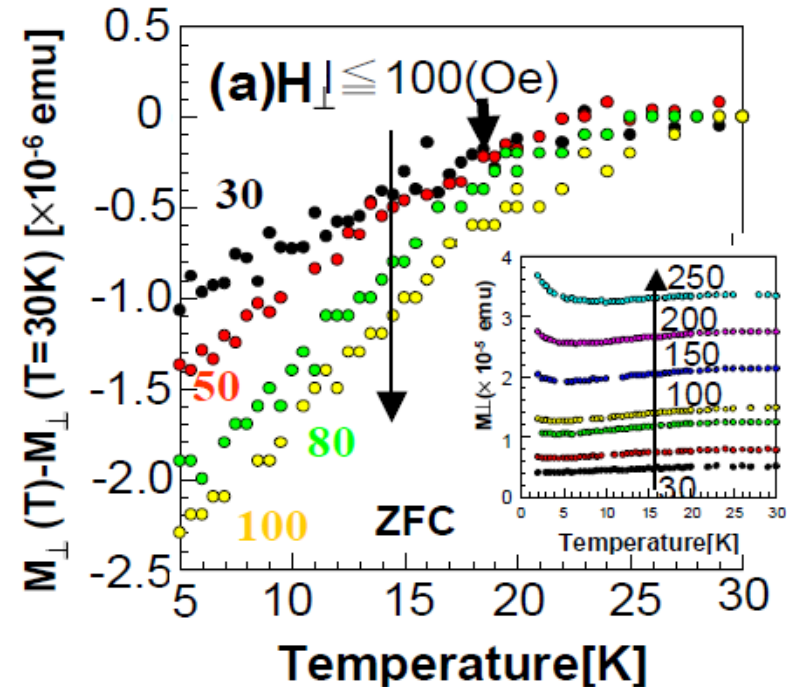 M⊥ (T)-M⊥ (T=30K) [×10⁻⁶ emu]
0.5
0
-0.5
-1.0
-1.5
-2.0
-2.5
(a)H⊥≦100(Oe)
30
50
80
100
ZFC
5 10 15 20 25 30
Temperature[K]
M⊥(× 10⁻⁵ emu)
4
3
2
1
0
250
200
150
100
30
0 5 10 15 20 25 30
Temperature[K]